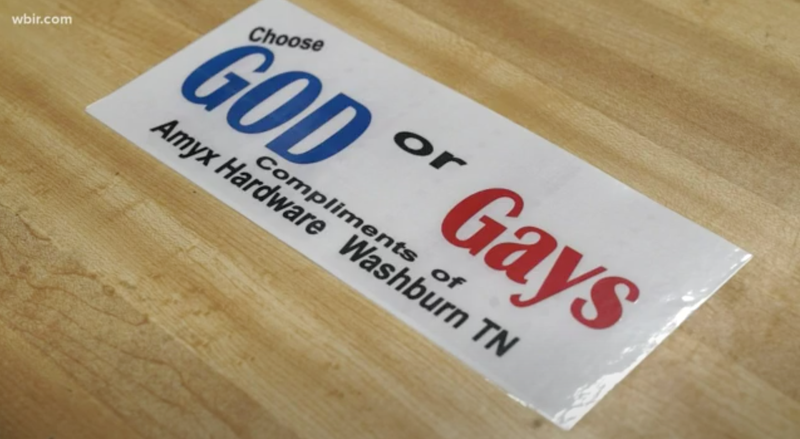 wbir.com
Choose
GOD or Gays
Compliments of
Amyx Hardware Washburn TN